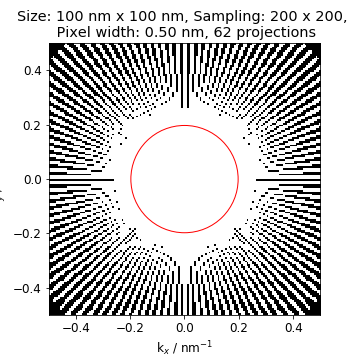 Size: 100 nm x 100 nm, Sampling: 200 x 200,
Pixel width: 0.50 nm, 62 projections
0.4
0.2
0.0
−0.2
−0.4
−0.4 −0.2 0.0 0.2 0.4
kₓ / nm⁻¹